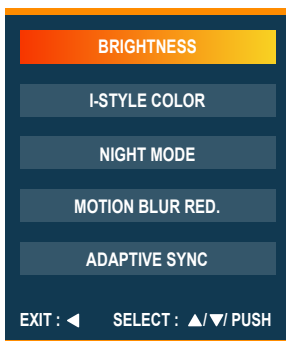 BRIGHTNESS
I-STYLE COLOR
NIGHT MODE
MOTION BLUR RED.
ADAPTIVE SYNC
EXIT : ◀ SELECT : ▲/▼/ PUSH